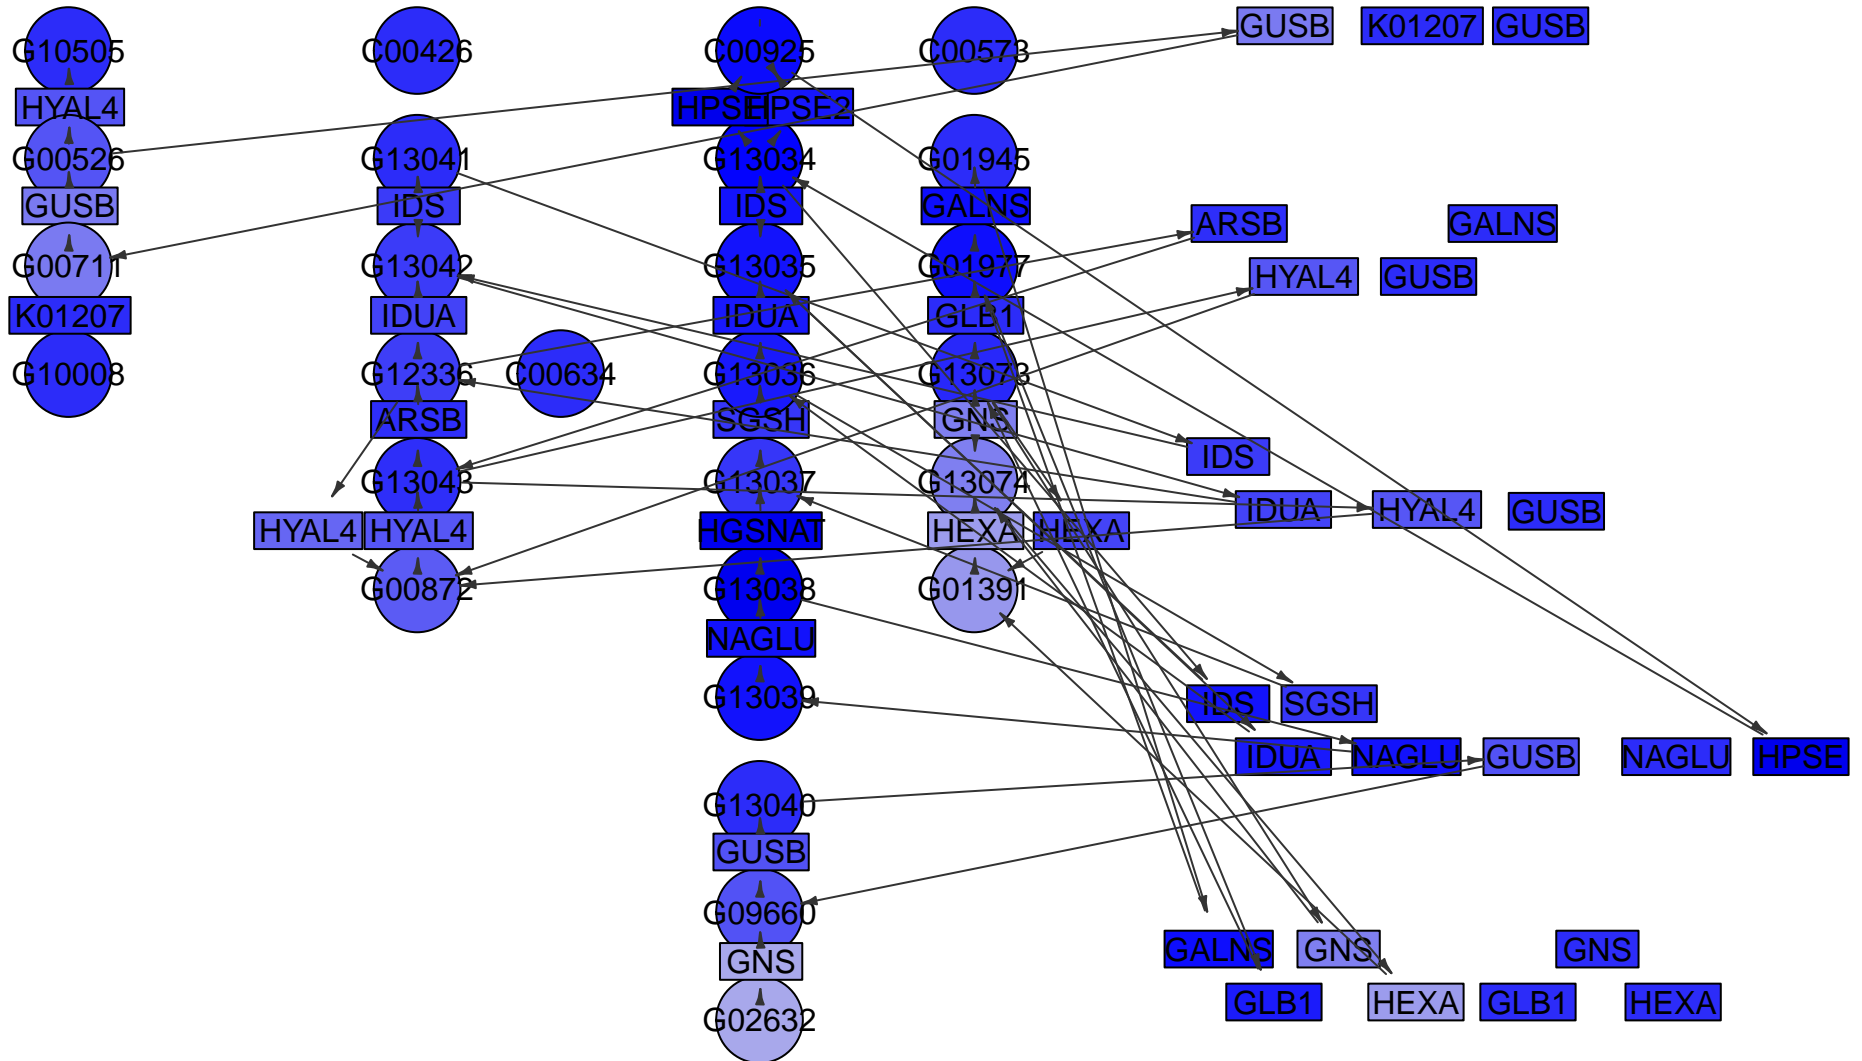 G10505 C00426 C00925 C00573 GUSB K01207 GUSB
HYAL4 HPSE HPSE2
G00526 G13041 G13034 G01945
GUSB IDS IDS GALNS ARSB GALNS
G00711 G13042 G13035 G01977 HYAL4 GUSB
K01207 IDUA IDUA GLB1
G10008 G12336 C00634 G13036 G13073
ARSB SGSH GNS
IDS
G13043 G13037 G13074
IDUA HYAL4 GUSB
HYAL4 HYAL4 HGSNAT HEXA HEXA
G00872 G13038 G01391
NAGLU
G13039 IDS SGSH
IDUA NAGLU GUSB NAGLU HPSE
G13040
GUSB
G09660
GNS GALNS GNS GNS
G02632 GLB1 HEXA GLB1 HEXA